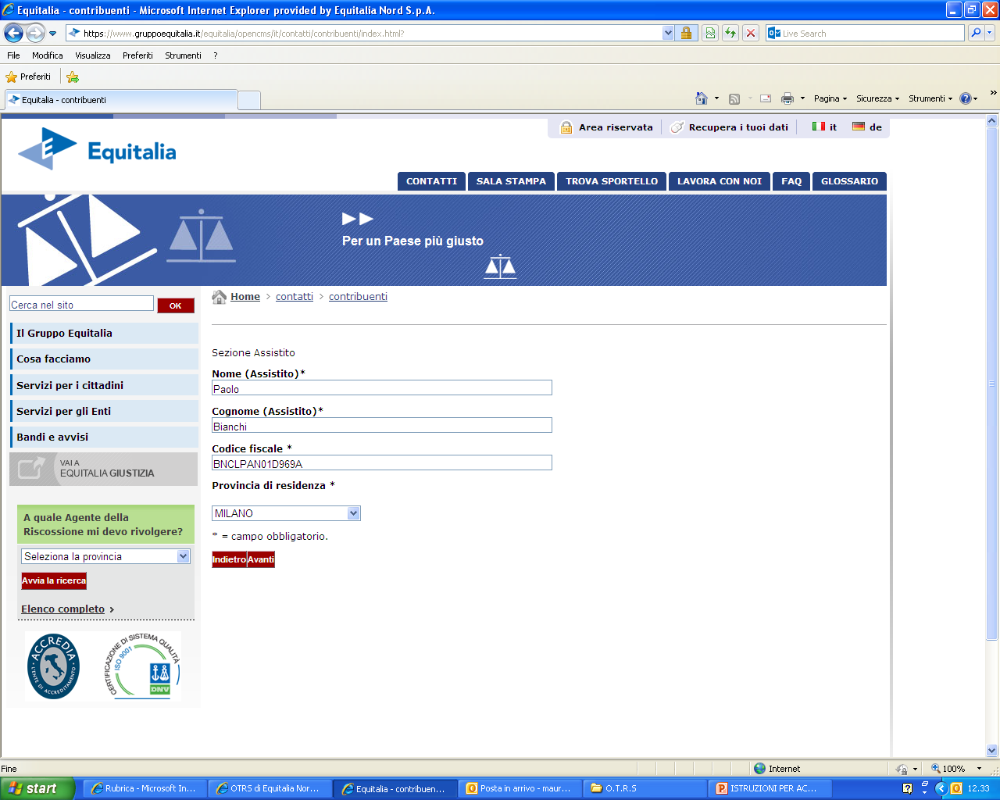 Equitalia - contribuenti - Microsoft Internet Explorer provided by Equitalia Nord S.p.A.
https://www.gruppoequitalia.it/equitalia/opencms/it/contatti/contribuenti/index.html?
Live Search
File Modifica Visualizza Preferiti Strumenti ?
Preferiti
Equitalia - contribuenti
Pagina Sicurezza Strumenti
Area riservata Recupera i tuoi dati it de
Equitalia
CONTATTI SALA STAMPA TROVA SPORTELLO LAVORA CON NOI FAQ GLOSSARIO
Per un Paese più giusto
Cerca nel sito OK
Home > contatti > contribuenti
Il Gruppo Equitalia
Cosa facciamo
Servizi per i cittadini
Servizi per gli Enti
Bandi e avvisi
VAI A
EQUITALIA GIUSTIZIA
A quale Agente della
Riscossione mi devo rivolgere?
Seleziona la provincia
Avvia la ricerca
Elenco completo >
ACCREDIA
L'ENTE DI ACCREDITAMENTO
CERTIFICAZIONE DI SISTEMA QUALITÀ
ISO 9001
DNV
Sezione Assistito
Nome (Assistito)*
Paolo
Cognome (Assistito)*
Bianchi
Codice fiscale *
BNCLPAN01D969A
Provincia di residenza *
MILANO
* = campo obbligatorio.
Indietro Avanti
Fine Internet 100%
start Rubrica - Microsoft In... OTRS di Equitalia Nor... Equitalia - contribuen... Posta in arrivo - maur... O.T.R.S ISTRUZIONI PER AC... 12.33